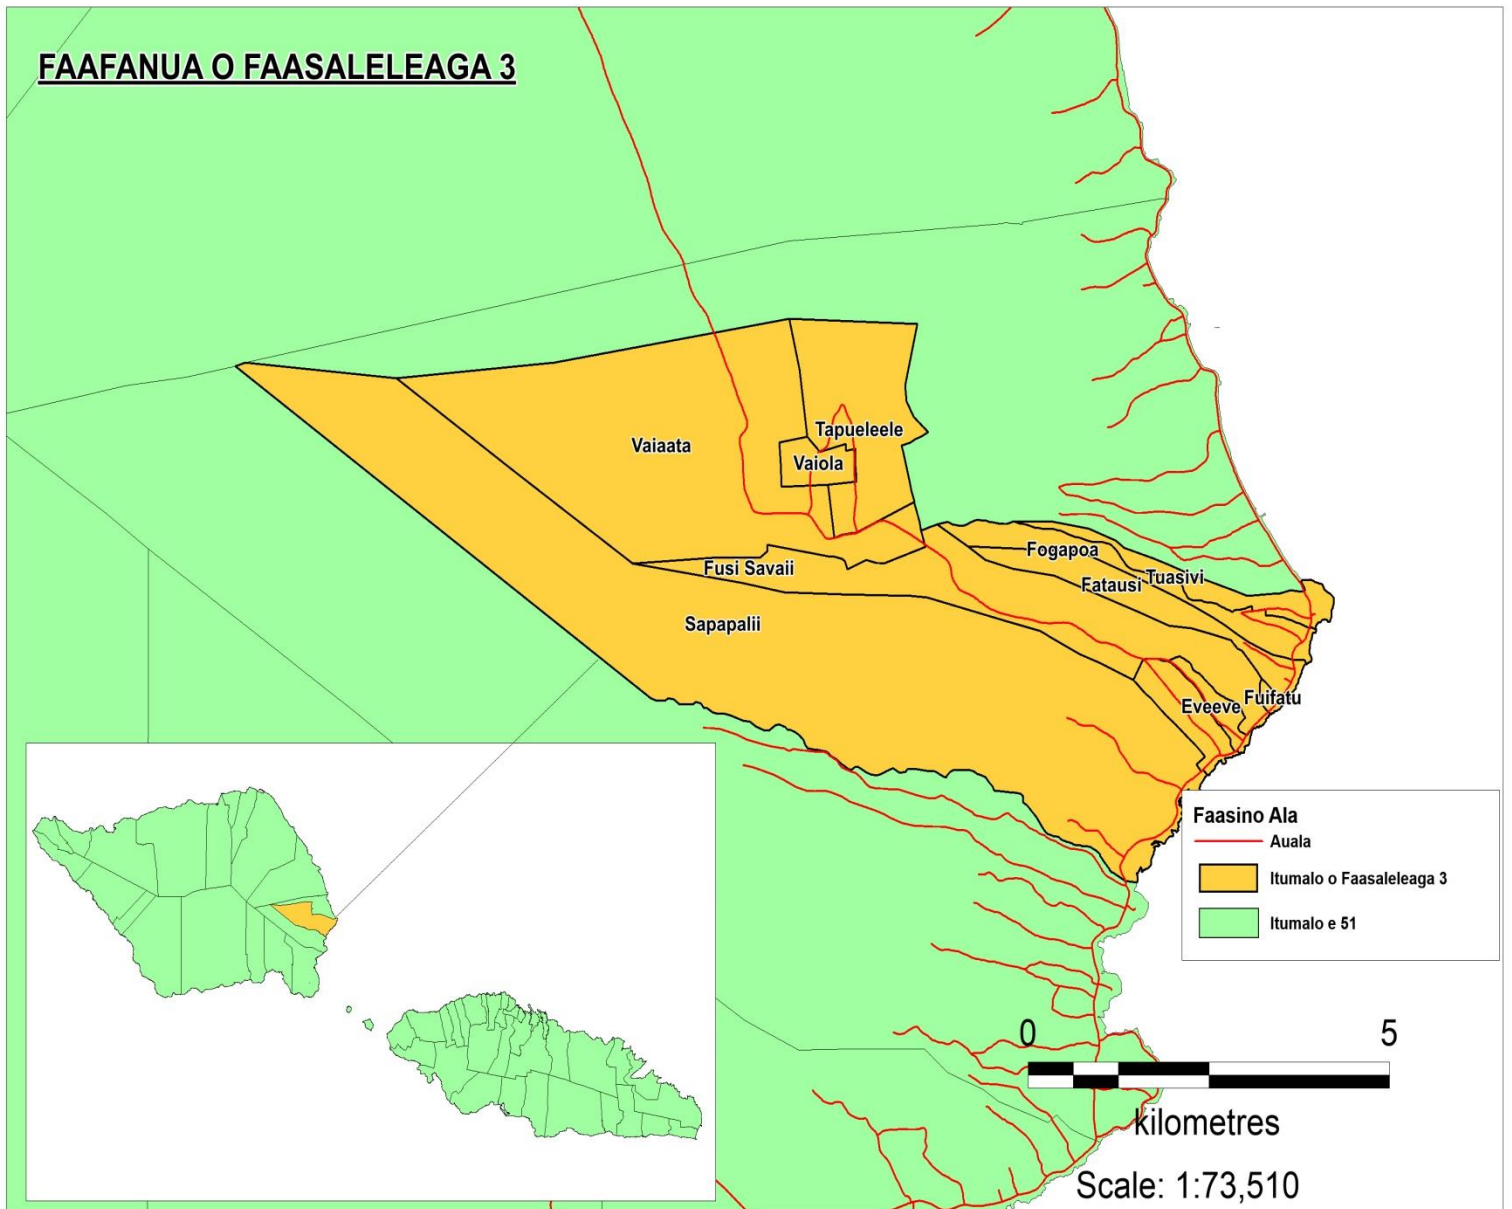 FAAFANUA O FAASALELEAGA 3
Tapueleele
Vaiaata
Vaiola
Fogapoa
Fusi Savaii
Tuasivi
Fatausi
Sapapalii
Fuifatu
Eveeve
Faasino Ala
Auala
Itumalo o Faasaleleaga 3
Itumalo e 51
0 5
kilometres
Scale: 1:73,510